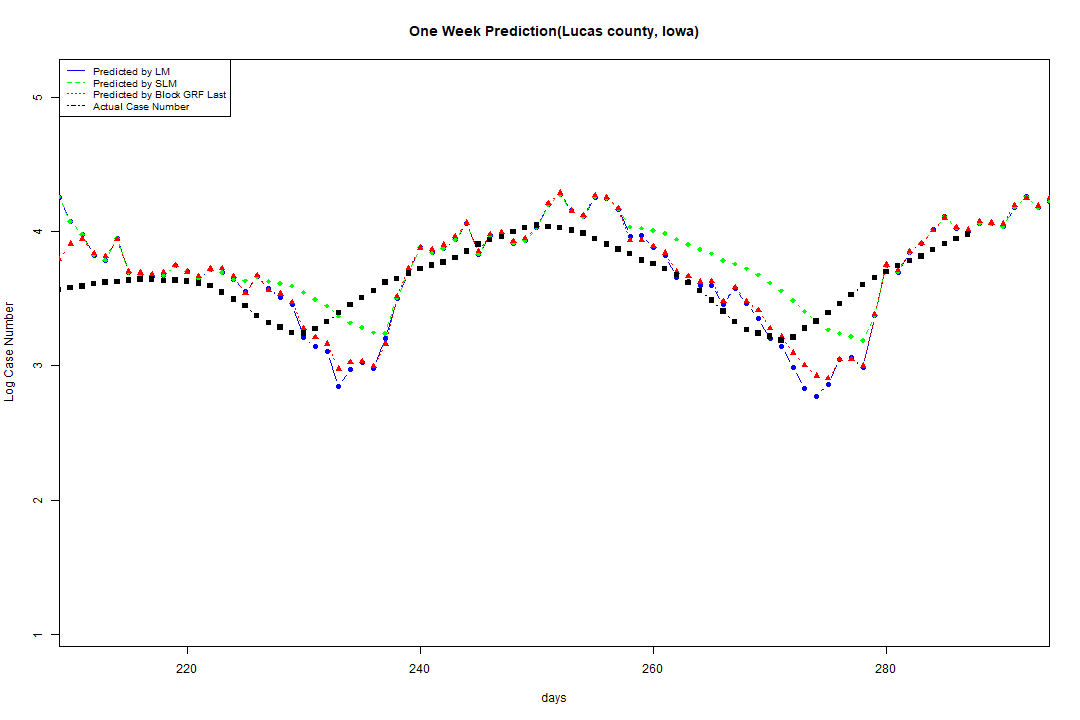 One Week Prediction(Lucas county, Iowa)
Predicted by LM
Predicted by SLM
Predicted by Block GRF Last
Actual Case Number
5
4
3
2
1
Log Case Number
220 240 260 280
days